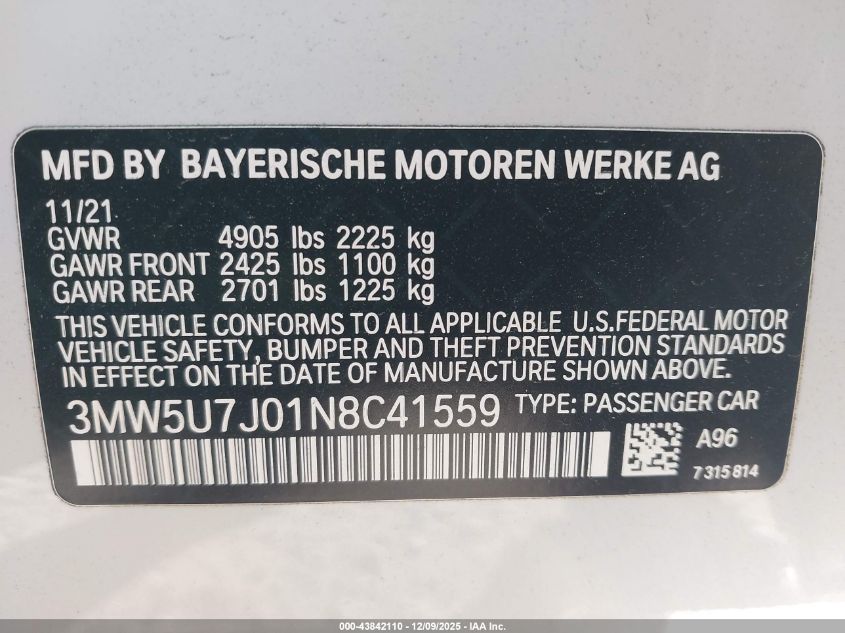 MFD BY BAYERISCHE MOTOREN WERKE AG
11/21
GVWR 4905 lbs 2225 kg
GAWR FRONT 2425 lbs 1100 kg
GAWR REAR 2701 lbs 1225 kg
THIS VEHICLE CONFORMS TO ALL APPLICABLE U.S.FEDERAL MOTOR
VEHICLE SAFETY, BUMPER AND THEFT PREVENTION STANDARDS
IN EFFECT ON THE DATE OF MANUFACTURE SHOWN ABOVE.
3MW5U7J01N8C41559 TYPE: PASSENGER CAR
A96
7315814
000-43842110 - 12/09/2025 - IAA Inc.